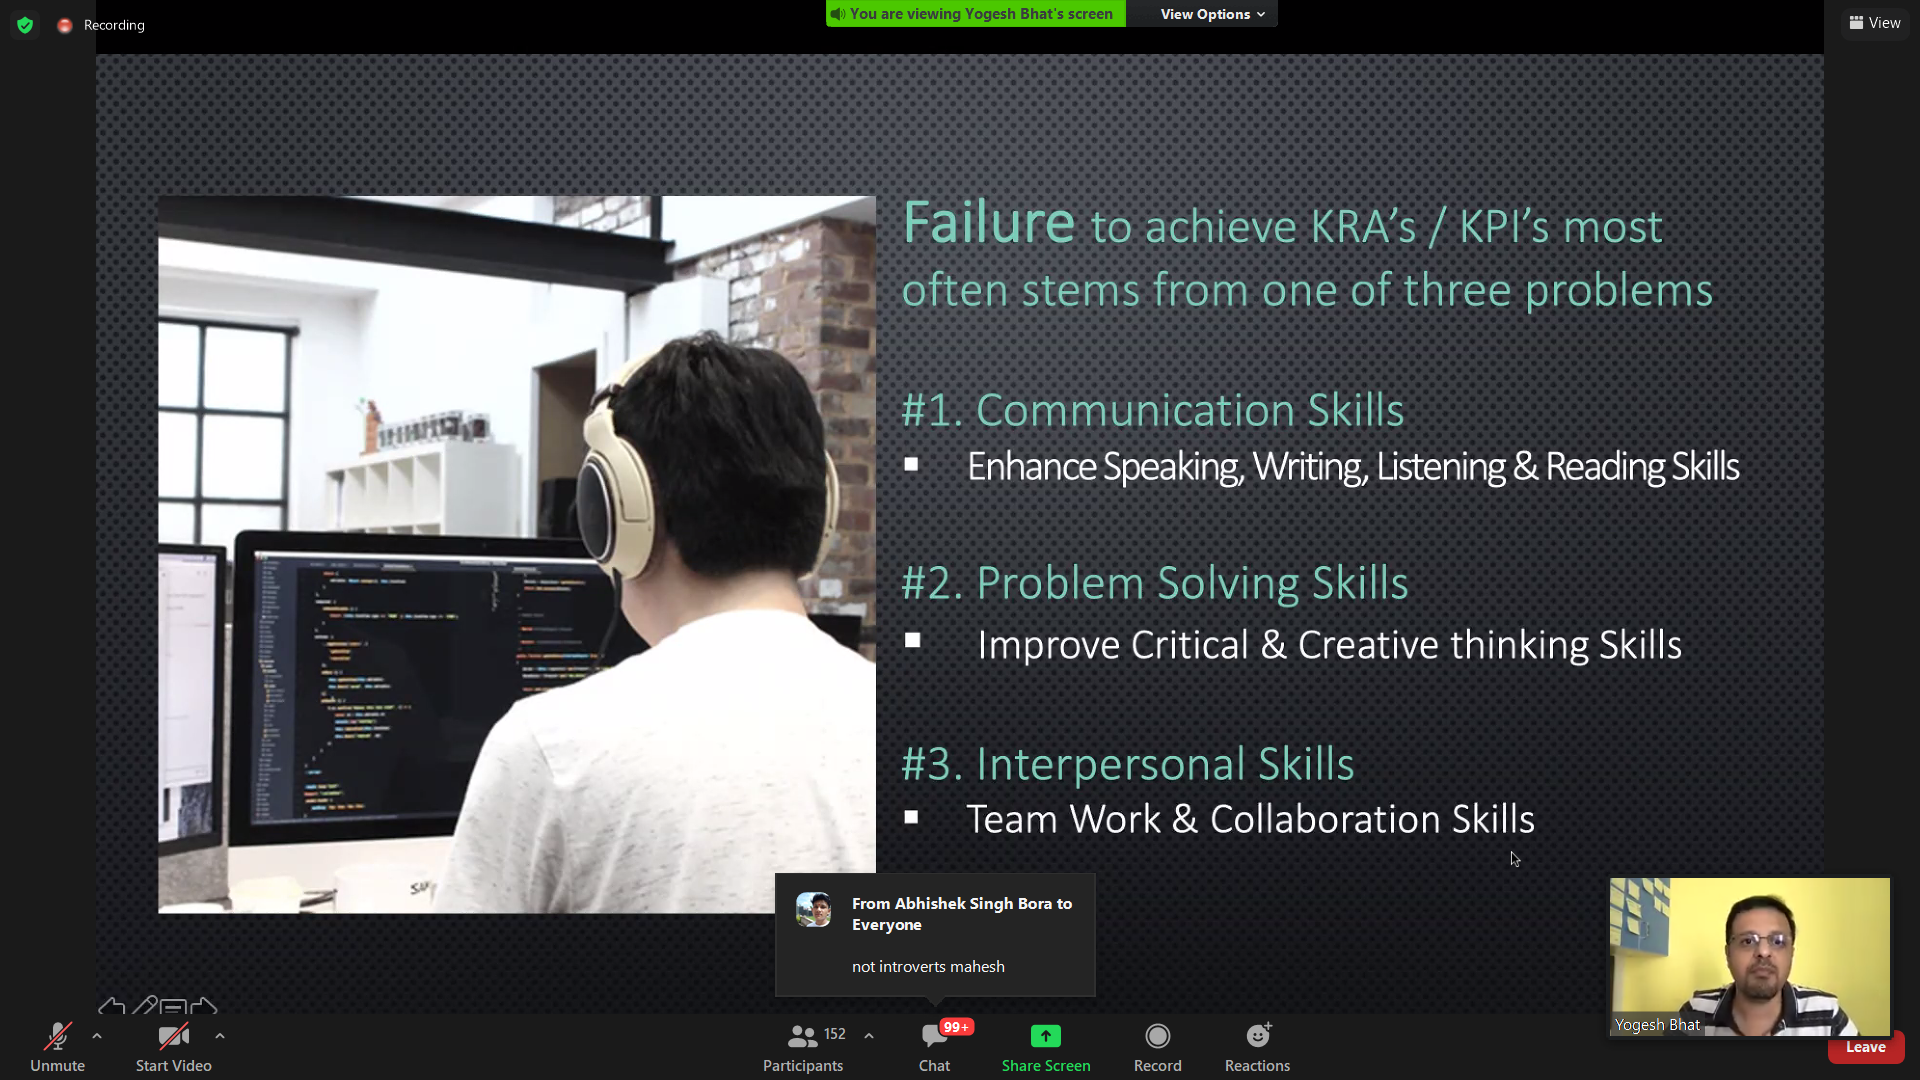 Recording
You are viewing Yogesh Bhat's screen
View Options
View
Failure to achieve KRA's / KPI's most
often stems from one of three problems
#1. Communication Skills
Enhance Speaking, Writing, Listening & Reading Skills
#2. Problem Solving Skills
Improve Critical & Creative thinking Skills
#3. Interpersonal Skills
Team Work & Collaboration Skills
From Abhishek Singh Bora to
Everyone
not introverts mahesh
Yogesh Bhat
Unmute
Start Video
152
Participants
99+
Chat
Share Screen
Record
Reactions
Leave